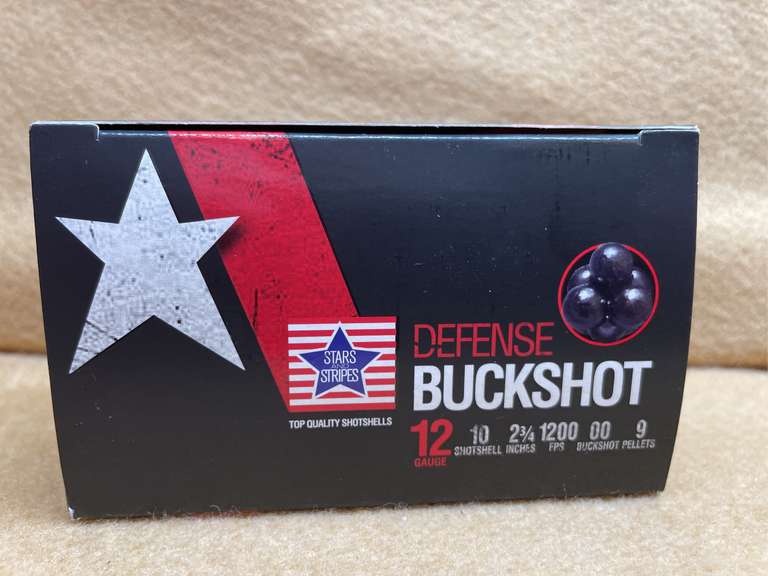 STARS
AND
STRIPES
TOP QUALITY SHOTSHELLS
DEFENSE
BUCKSHOT
12 10 2¾ 1200 00 9
GAUGE SHOTSHELL INCHES FPS BUCKSHOT PELLETS